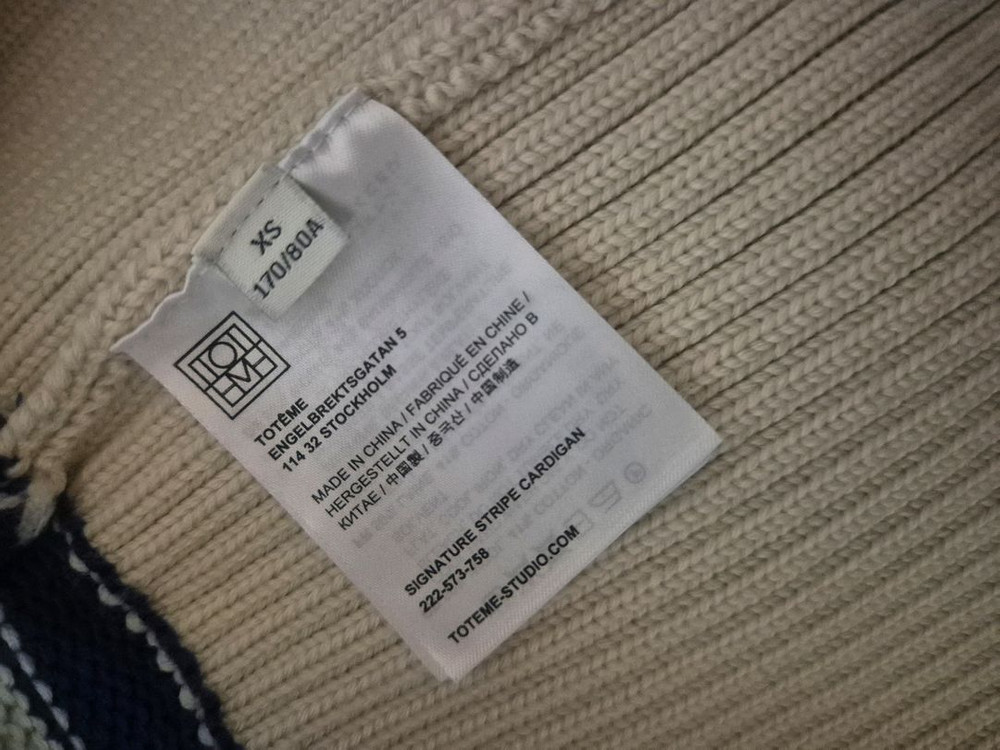 XS
170/80A
TOTÊME
ENGELBREKTSGATAN 5
114 32 STOCKHOLM
MADE IN CHINA / FABRIQUÉ EN CHINE /
HERGESTELLT IN CHINA / СДЕЛАНО В
КИТАЕ / 中国製 / 중국산 / 中国制造
SIGNATURE STRIPE CARDIGAN
222-573-758
TOTEME-STUDIO.COM